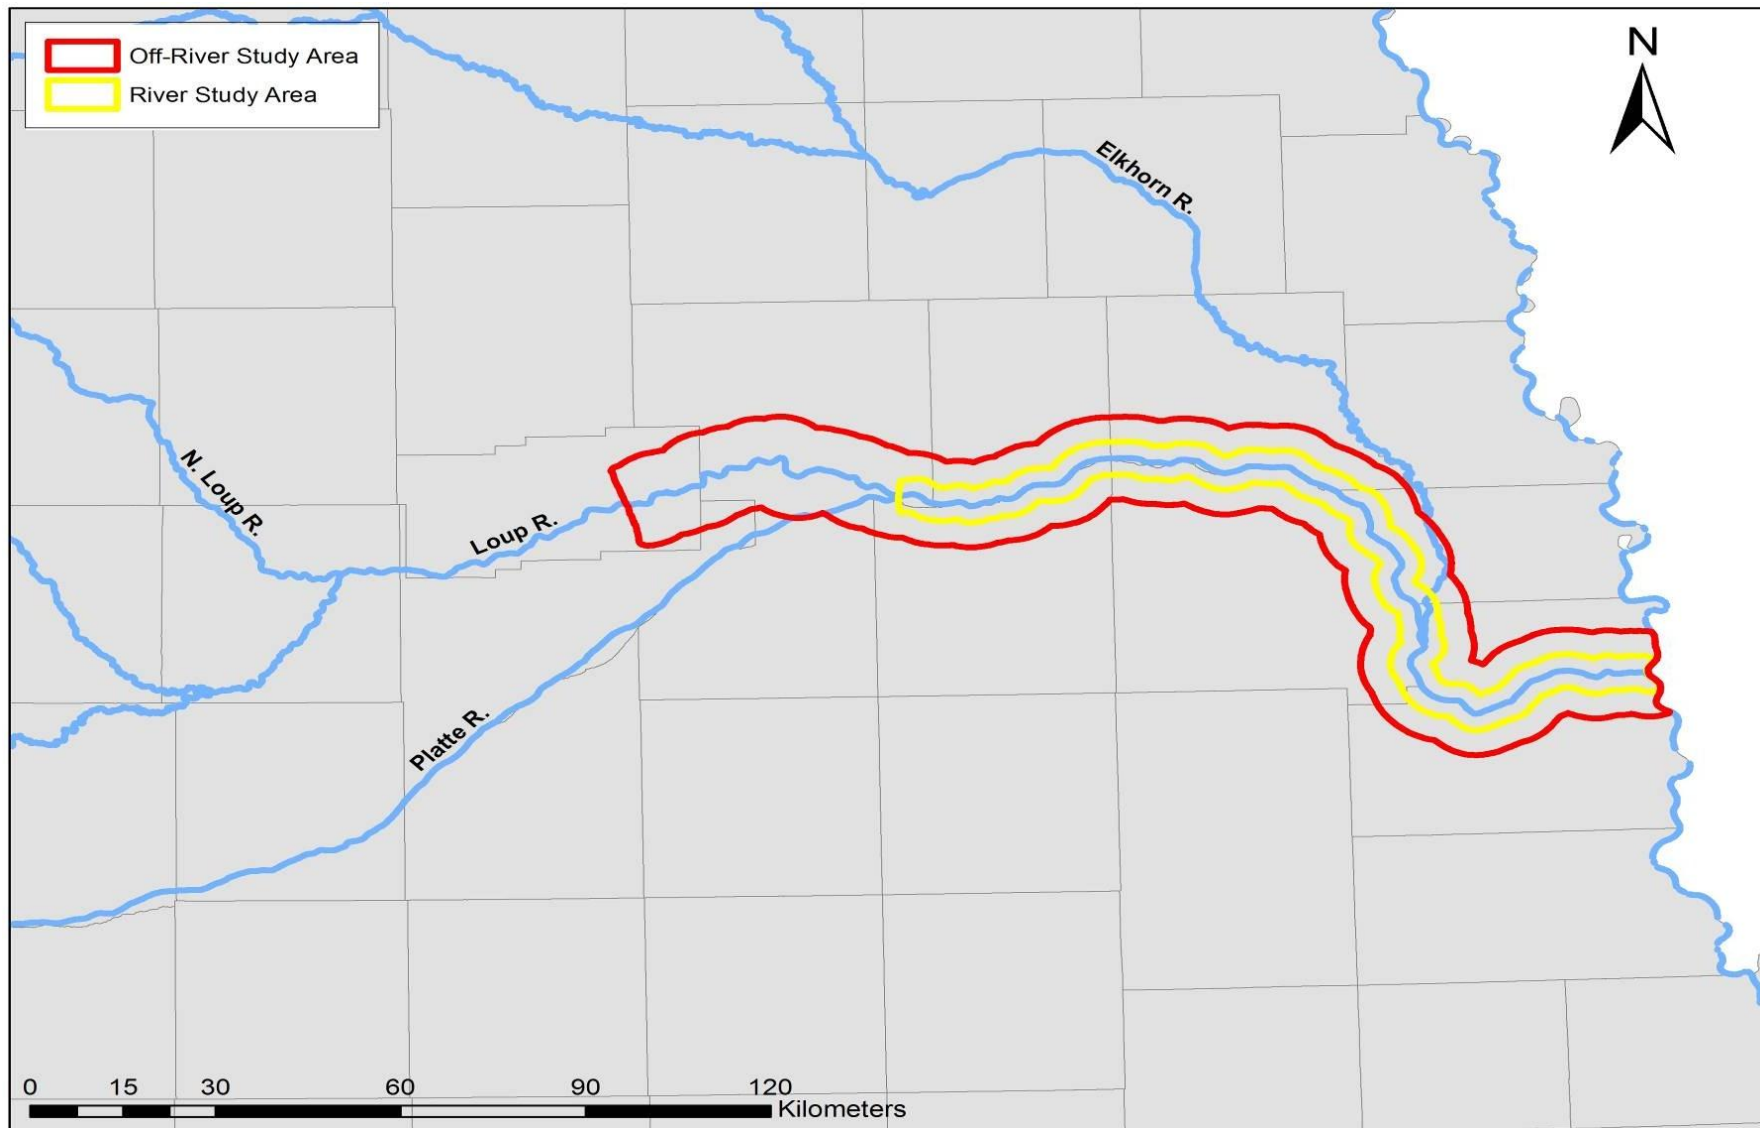 Off-River Study Area
River Study Area
N
Elkhorn R.
N. Loup R.
Loup R.
Platte R.
0 15 30 60 90 120
Kilometers